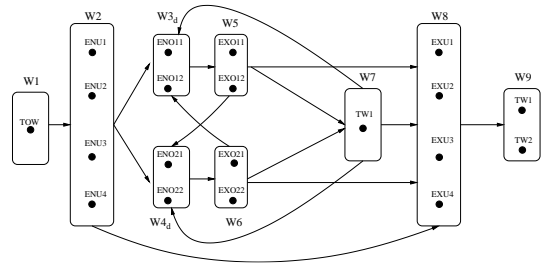 W1
TOW
W2
ENU1
ENU2
ENU3
ENU4
W3d
ENO11
ENO12
W5
EXO11
EXO12
ENO21
ENO22
W4d
EXO21
EXO22
W6
W7
TW1
W8
EXU1
EXU2
EXU3
EXU4
W9
TW1
TW2